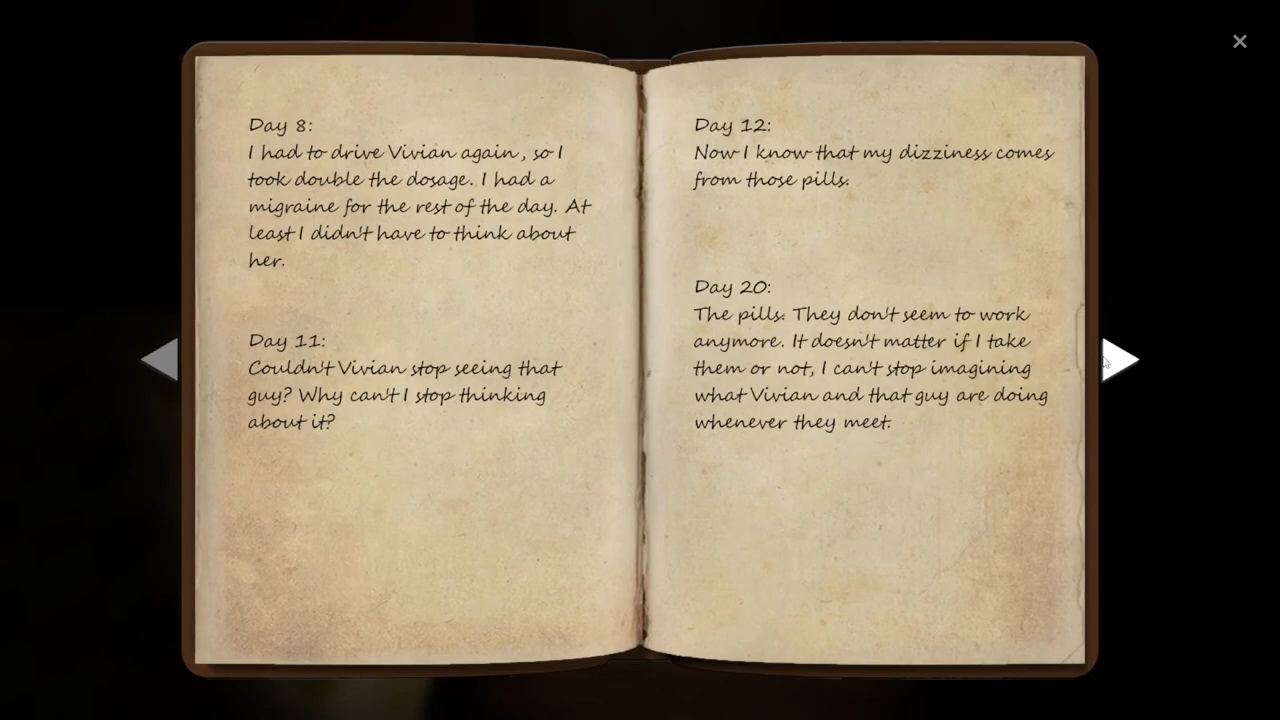 Day 8:
I had to drive Vivian again, so I
took double the dosage. I had a
migraine for the rest of the day. At
least I didn't have to think about
her.
Day 11:
Couldn't Vivian stop seeing that
guy? Why can't I stop thinking
about it?
Day 12:
Now I know that my dizziness comes
from those pills.
Day 20:
The pills. They don't seem to work
anymore. It doesn't matter if I take
them or not, I can't stop imagining
what Vivian and that guy are doing
whenever they meet.